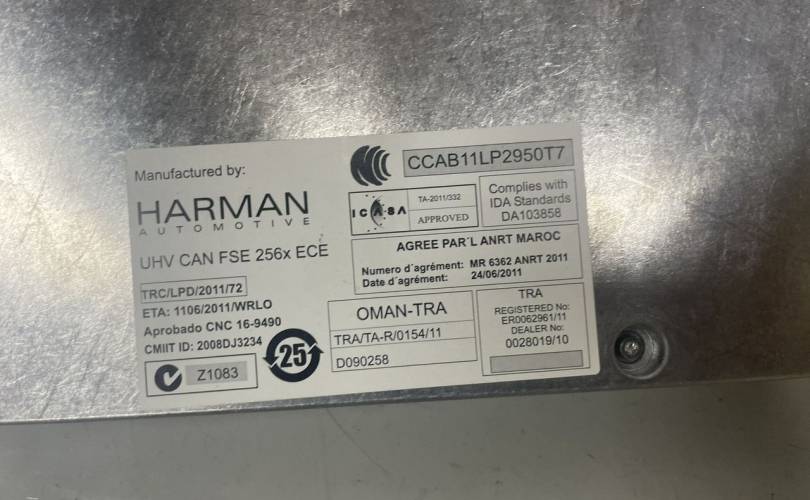 Manufactured by:
HARMAN
AUTOMOTIVE
UHV CAN FSE 256x ECE
TRC/LPD/2011/72
ETA: 1106/2011/WRLO
Aprobado CNC 16-9490
CMIIT ID: 2008DJ3234
Z1083
25
CCAB11LP2950T7
ICASA
TA-2011/332
APPROVED
Complies with
IDA Standards
DA103858
AGREE PAR´L ANRT MAROC
Numero d´agrément: MR 6362 ANRT 2011
Date d´agrément: 24/06/2011
OMAN-TRA
TRA/TA-R/0154/11
D090258
TRA
REGISTERED No:
ER0062961/11
DEALER No:
0028019/10